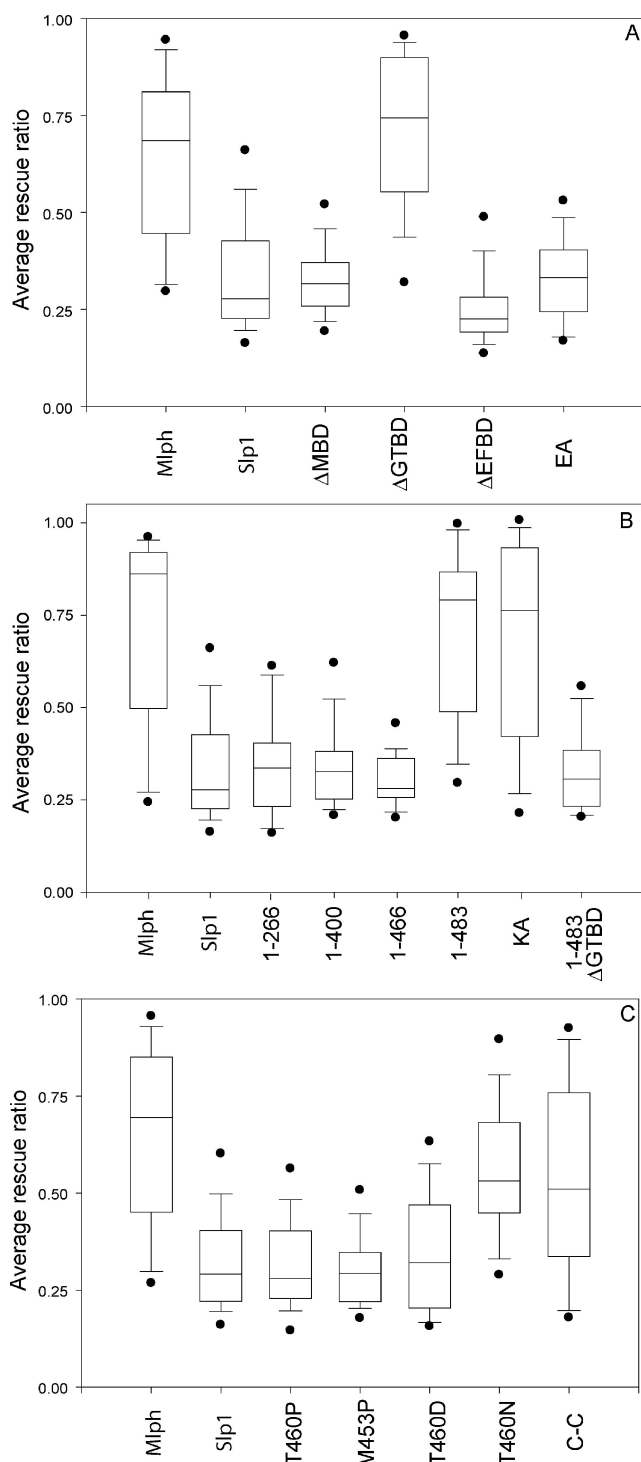 A
Average rescue ratio
1.00
0.75
0.50
0.25
0.00
Mlph
Slp1
ΔMBD
ΔGTBD
ΔEFBD
EA
B
Average rescue ratio
1.00
0.75
0.50
0.25
0.00
Mlph
Slp1
1-266
1-400
1-466
1-483
KA
1-483
ΔGTBD
C
Average rescue ratio
1.00
0.75
0.50
0.25
0.00
Mlph
Slp1
T460P
M453P
T460D
T460N
C-C